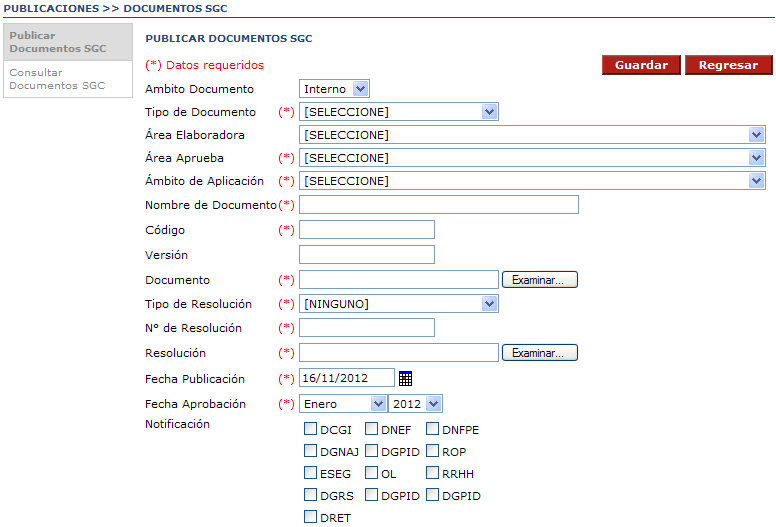 PUBLICACIONES >> DOCUMENTOS SGC
Publicar
Documentos SGC
Consultar
Documentos SGC
PUBLICAR DOCUMENTOS SGC
(*) Datos requeridos
Guardar Regresar
Ambito Documento Interno
Tipo de Documento (*) [SELECCIONE]
Área Elaboradora [SELECCIONE]
Área Aprueba (*) [SELECCIONE]
Ámbito de Aplicación (*) [SELECCIONE]
Nombre de Documento (*)
Código (*)
Versión
Documento (*) Examinar...
Tipo de Resolución (*) [NINGUNO]
Nº de Resolución (*)
Resolución (*) Examinar...
Fecha Publicación (*) 16/11/2012
Fecha Aprobación (*) Enero 2012
Notificación
DCGI DNEF DNFPE
DGNAJ DGPID ROP
ESEG OL RRHH
DGRS DGPID DGPID
DRET